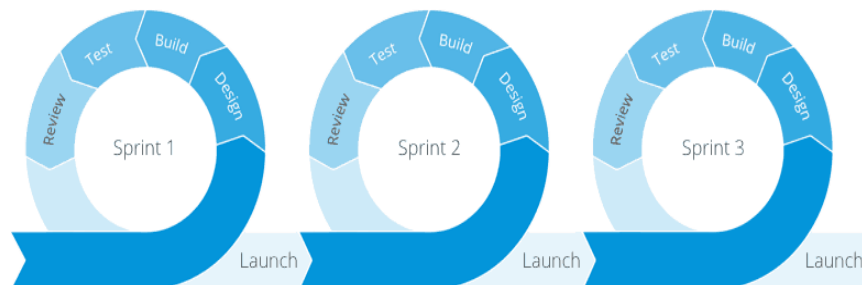 Review
Test
Build
Design
Sprint 1
Launch
Review
Test
Build
Design
Sprint 2
Launch
Review
Test
Build
Design
Sprint 3
Launch